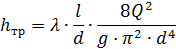 h_тр = λ · l/d · 8Q²/(g · π² · d⁴)